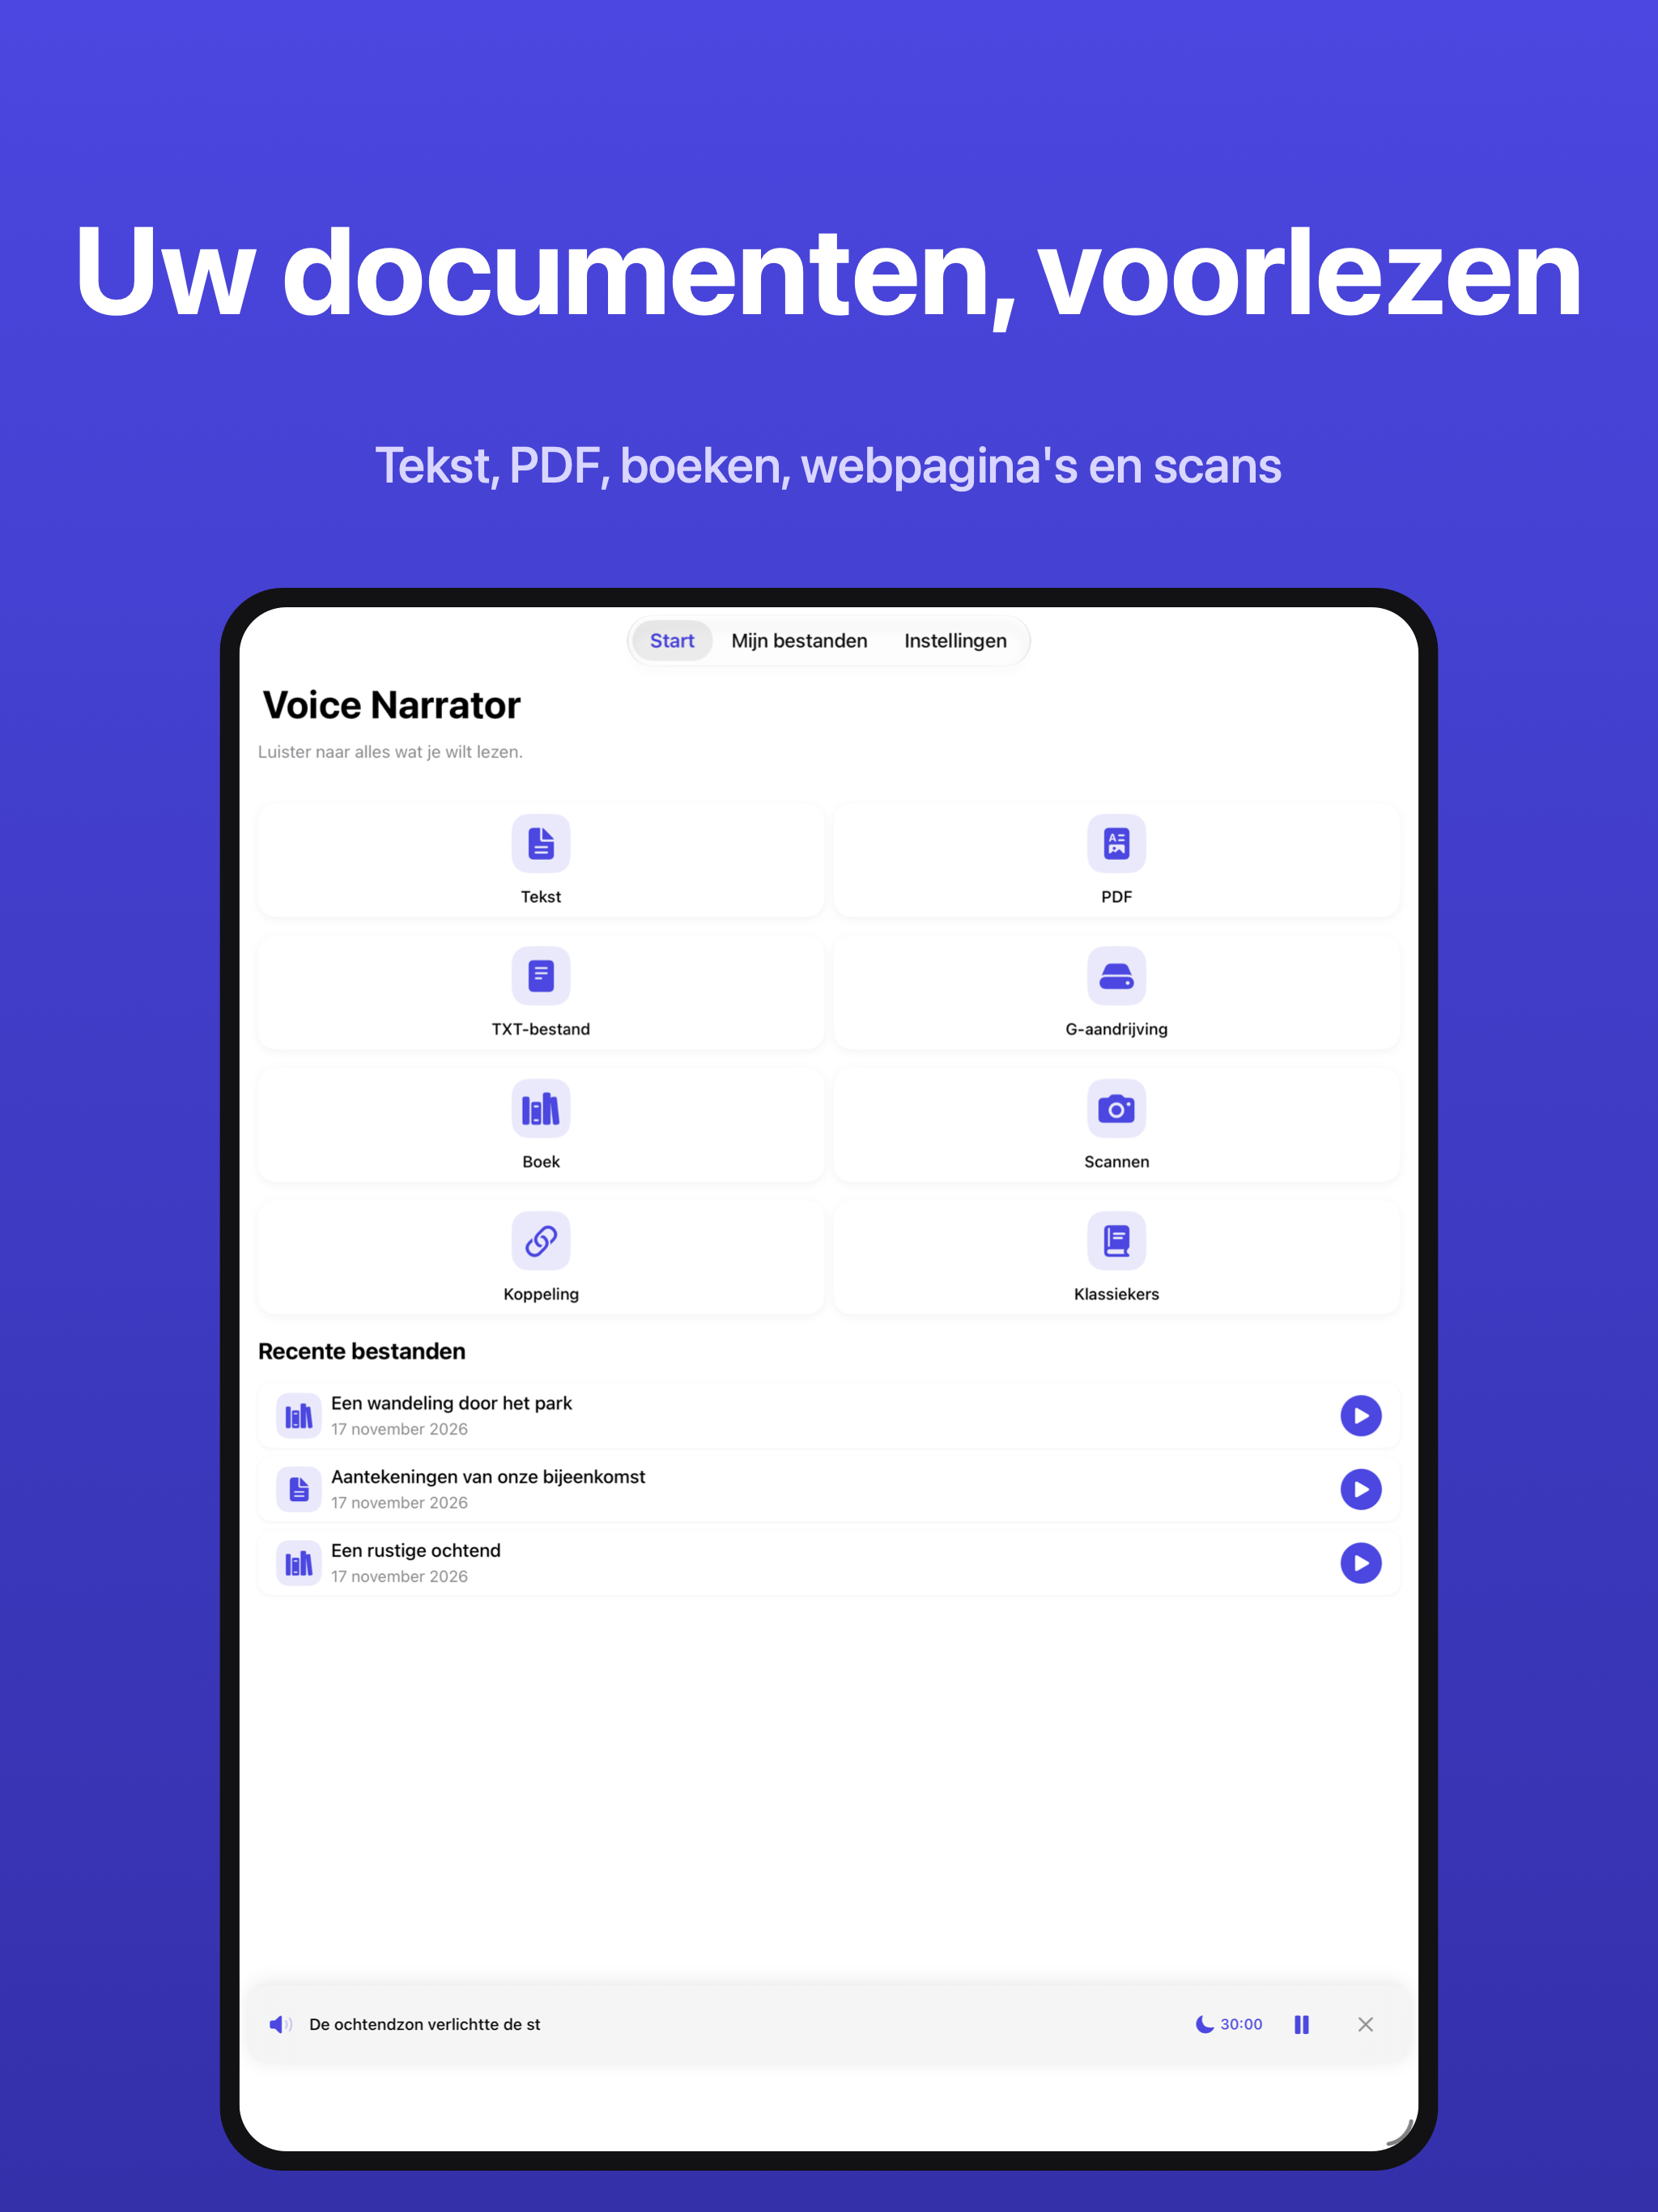 Uw documenten, voorlezen
Tekst, PDF, boeken, webpagina's en scans
Start Mijn bestanden Instellingen
Voice Narrator
Luister naar alles wat je wilt lezen.
Tekst
PDF
TXT-bestand
G-aandrijving
Boek
Scannen
Koppeling
Klassiekers
Recente bestanden
Een wandeling door het park
17 november 2026
Aantekeningen van onze bijeenkomst
17 november 2026
Een rustige ochtend
17 november 2026
De ochtendzon verlichtte de st 30:00